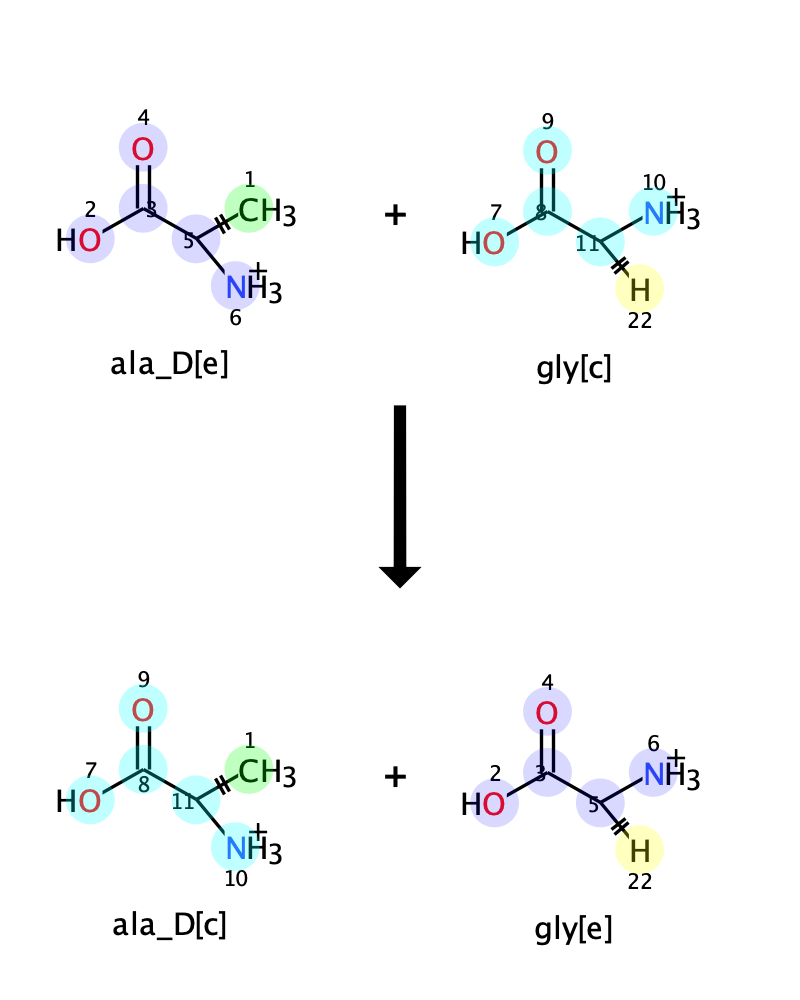 4
O
1
2
3
CH3
HO
5
+
NH3
6
ala_D[e]
+
9
O
10
7
8
+
NH3
HO
11
H
22
gly[c]
9
O
1
7
8
CH3
HO
11
+
NH3
10
ala_D[c]
+
4
O
6
2
3
+
NH3
HO
5
H
22
gly[e]